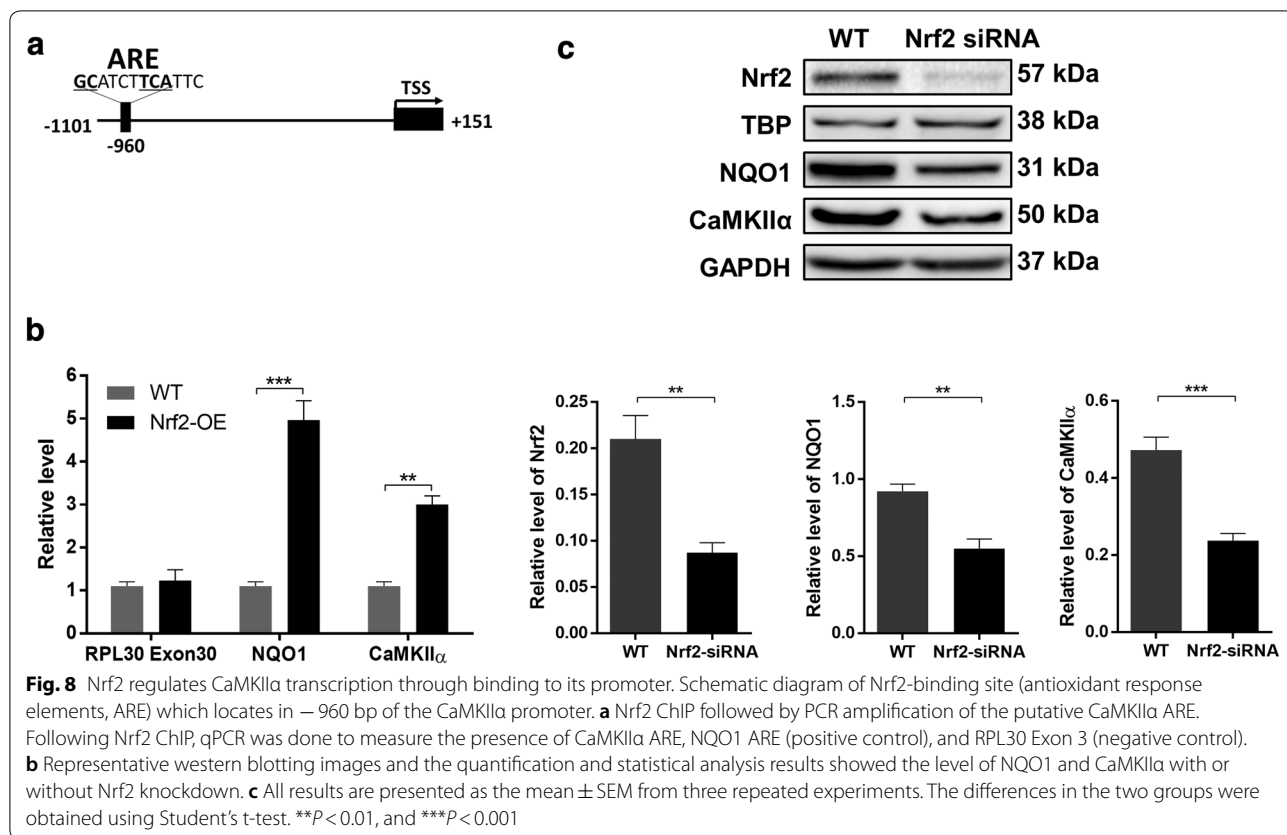 a
ARE
GCATCTTCATTC
TSS
-1101
-960
+151
c
WT Nrf2 siRNA
Nrf2 57 kDa
TBP 38 kDa
NQO1 31 kDa
CaMKIIα 50 kDa
GAPDH 37 kDa
b
Relative level
6
5
4
3
2
1
0
WT
Nrf2-OE
***
**
RPL30 Exon30 NQO1 CaMKIIα
Relative level of Nrf2
0.25
0.20
0.15
0.10
0.05
0.00
**
WT Nrf2-siRNA
Relative level of NQO1
1.5
1.0
0.5
0.0
**
WT Nrf2-siRNA
Relative level of CaMKIIα
0.6
0.4
0.2
0.0
***
WT Nrf2-siRNA
Fig. 8 Nrf2 regulates CaMKIIα transcription through binding to its promoter. Schematic diagram of Nrf2-binding site (antioxidant response
elements, ARE) which locates in − 960 bp of the CaMKIIα promoter. a Nrf2 ChIP followed by PCR amplification of the putative CaMKIIα ARE.
Following Nrf2 ChIP, qPCR was done to measure the presence of CaMKIIα ARE, NQO1 ARE (positive control), and RPL30 Exon 3 (negative control).
b Representative western blotting images and the quantification and statistical analysis results showed the level of NQO1 and CaMKIIα with or
without Nrf2 knockdown. c All results are presented as the mean ± SEM from three repeated experiments. The differences in the two groups were
obtained using Student's t-test. **P < 0.01, and ***P < 0.001